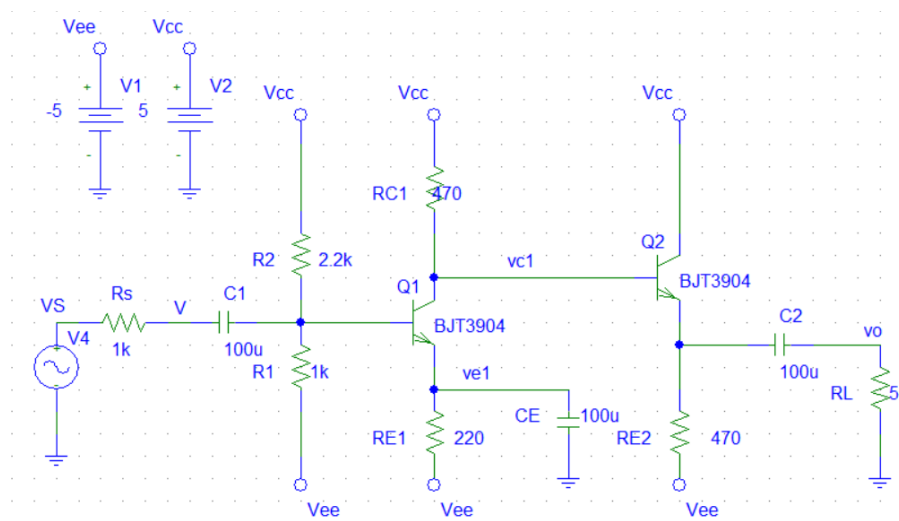 Vee
Vcc
+
V1
+
V2
-5
5
-
-
Vcc
Vcc
Vcc
RC1
470
R2
2.2k
Q2
vc1
BJT3904
Q1
Rs
V
C1
VS
V4
BJT3904
C2
vo
1k
100u
R1
1k
ve1
100u
RL
5
CE
100u
RE1
220
RE2
470
Vee
Vee
Vee